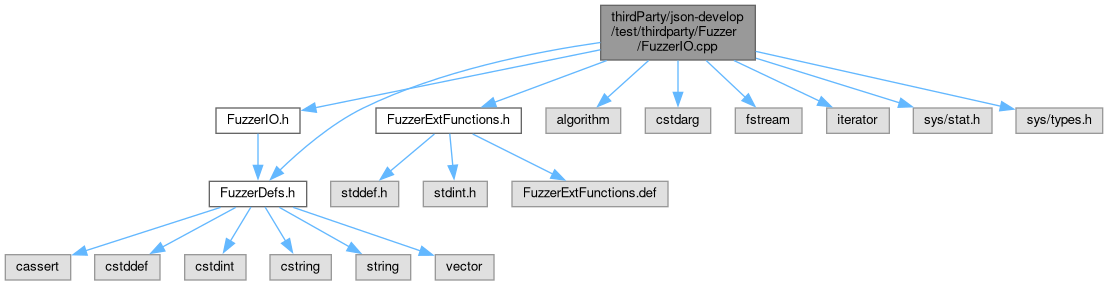 thirdParty/json-develop
/test/thirdparty/Fuzzer
/FuzzerIO.cpp
FuzzerIO.h
FuzzerExtFunctions.h
algorithm
cstdarg
fstream
iterator
sys/stat.h
sys/types.h
FuzzerDefs.h
stddef.h
stdint.h
FuzzerExtFunctions.def
cassert
cstddef
cstdint
cstring
string
vector